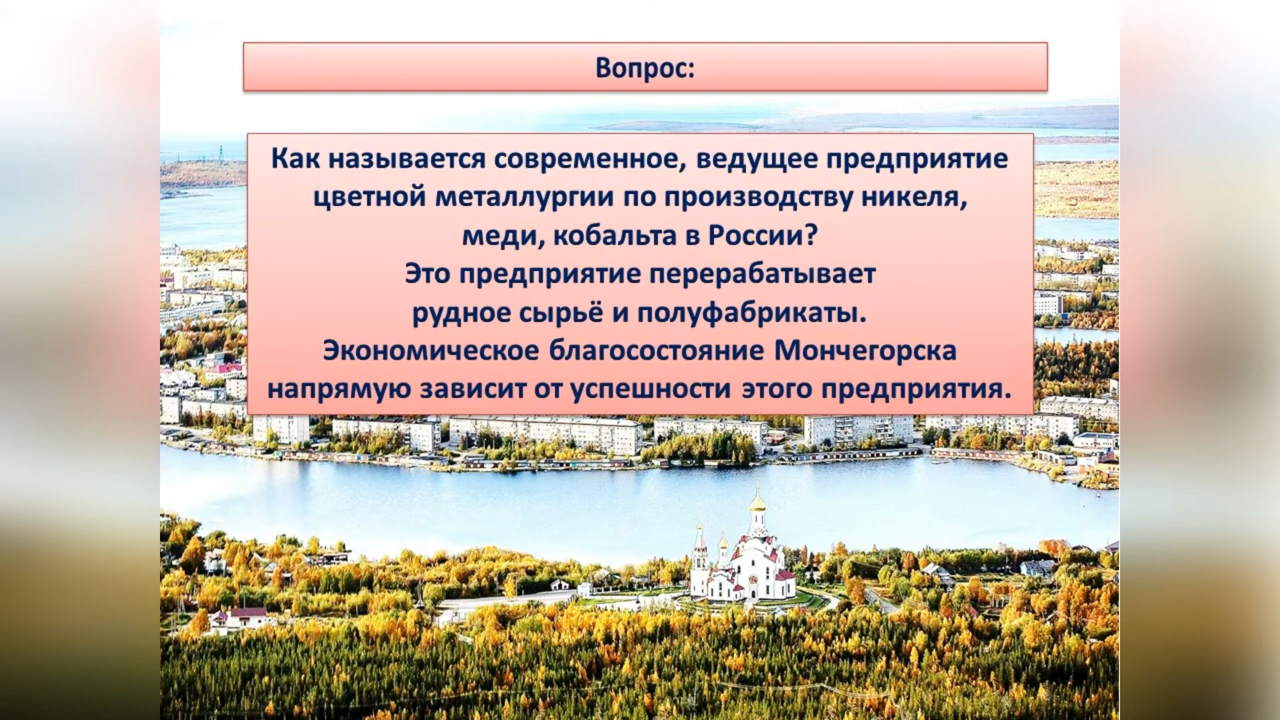 Вопрос:
Как называется современное, ведущее предприятие
цветной металлургии по производству никеля,
меди, кобальта в России?
Это предприятие перерабатывает
рудное сырьё и полуфабрикаты.
Экономическое благосостояние Мончегорска
напрямую зависит от успешности этого предприятия.